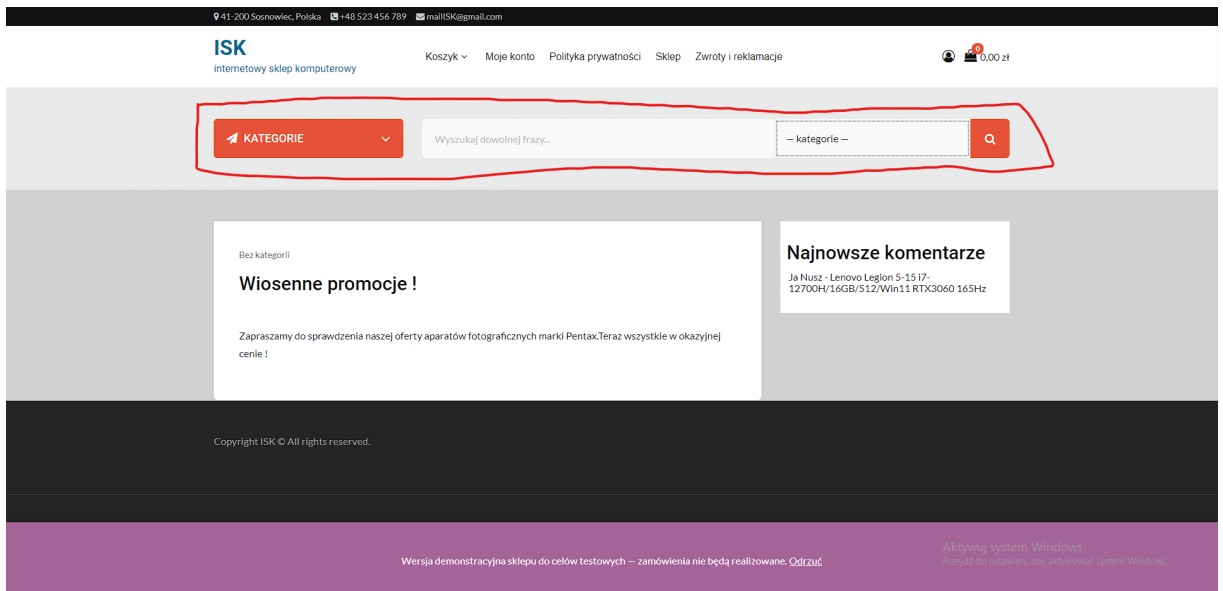 41-200 Sosnowiec, Polska +48 523 456 789 mailISK@gmail.com
ISK
internetowy sklep komputerowy
Koszyk Moje konto Polityka prywatności Sklep Zwroty i reklamacje
0
0,00 zł
KATEGORIE
Wyszukaj dowolnej frazy...
— kategorie —
Bez kategorii
Wiosenne promocje !
Zapraszamy do sprawdzenia naszej oferty aparatów fotograficznych marki Pentax.Teraz wszystkie w okazyjnej
cenie !
Najnowsze komentarze
Ja Nusz - Lenovo Legion 5-15 i7-
12700H/16GB/512/Win11 RTX3060 165Hz
Copyright ISK © All rights reserved.
Wersja demonstracyjna sklepu do celów testowych — zamówienia nie będą realizowane. Odrzuć
Aktywuj system Windows
Przejdź do ustawień, aby aktywować system Windows.